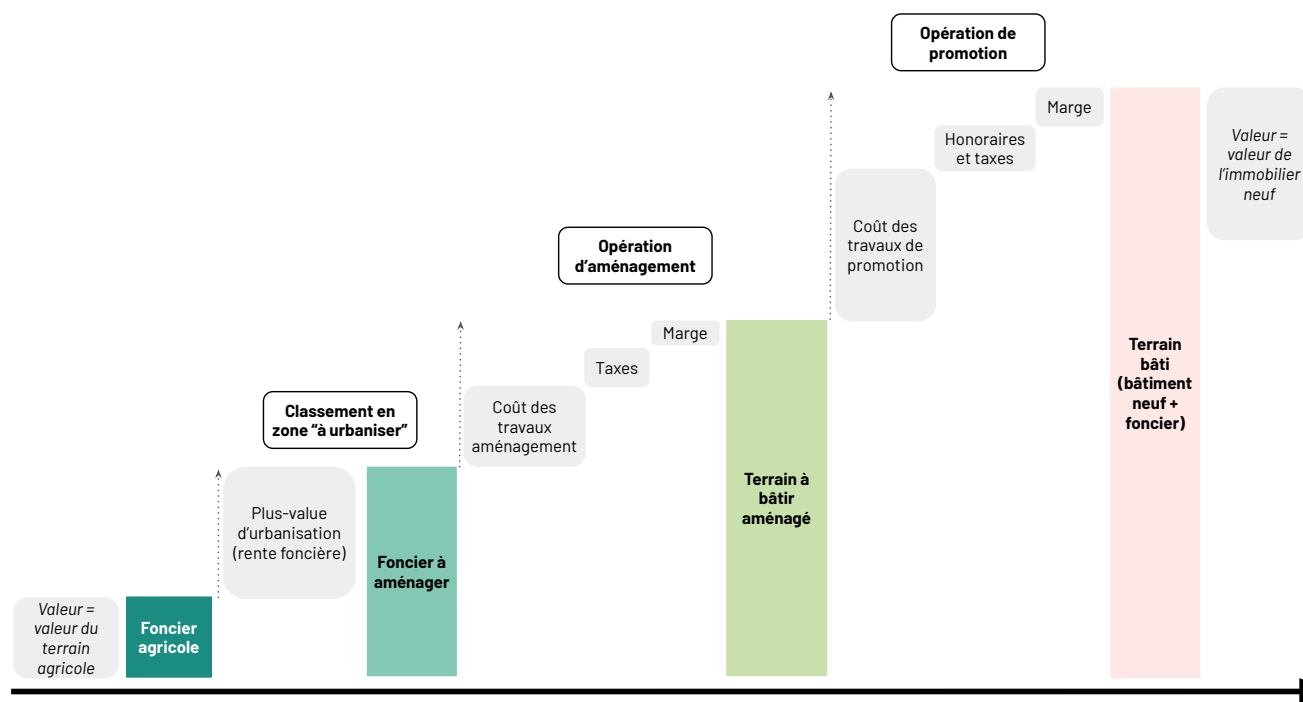 Opération de
promotion
Marge
Honoraires
et taxes
Valeur =
valeur de
l'immobilier
neuf
Coût des
travaux de
promotion
Opération
d'aménagement
Marge
Taxes
Coût des
travaux
aménagement
Terrain
bâti
(bâtiment
neuf +
foncier)
Classement en
zone “à urbaniser”
Terrain à
bâtir
aménagé
Plus-value
d'urbanisation
(rente foncière)
Foncier à
aménager
Valeur =
valeur du
terrain
agricole
Foncier
agricole